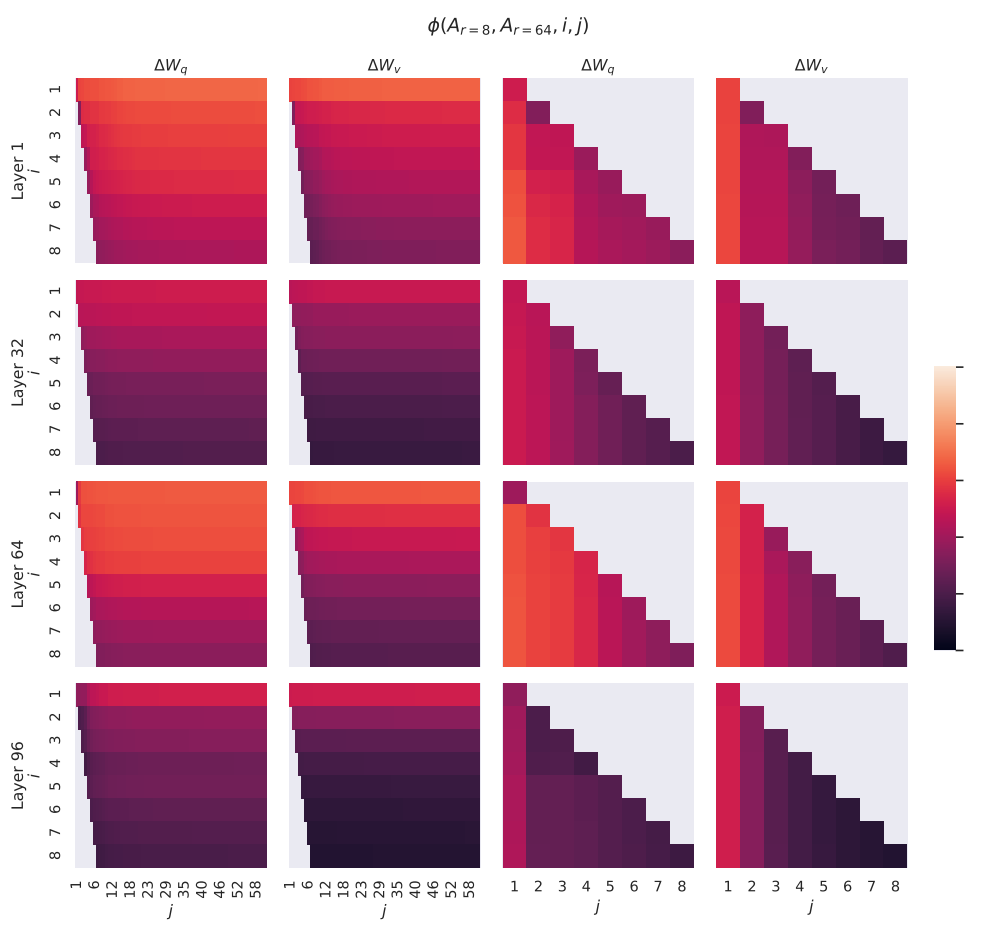 ϕ(A_{r=8}, A_{r=64}, i, j)
ΔW_q ΔW_v ΔW_q ΔW_v
Layer 1
i
1 2 3 4 5 6 7 8
Layer 32
i
1 2 3 4 5 6 7 8
Layer 64
i
1 2 3 4 5 6 7 8
Layer 96
i
1 2 3 4 5 6 7 8
1 6 12 18 23 29 35 40 46 52 58
j
1 6 12 18 23 29 35 40 46 52 58
j
1 2 3 4 5 6 7 8
j
1 2 3 4 5 6 7 8
j